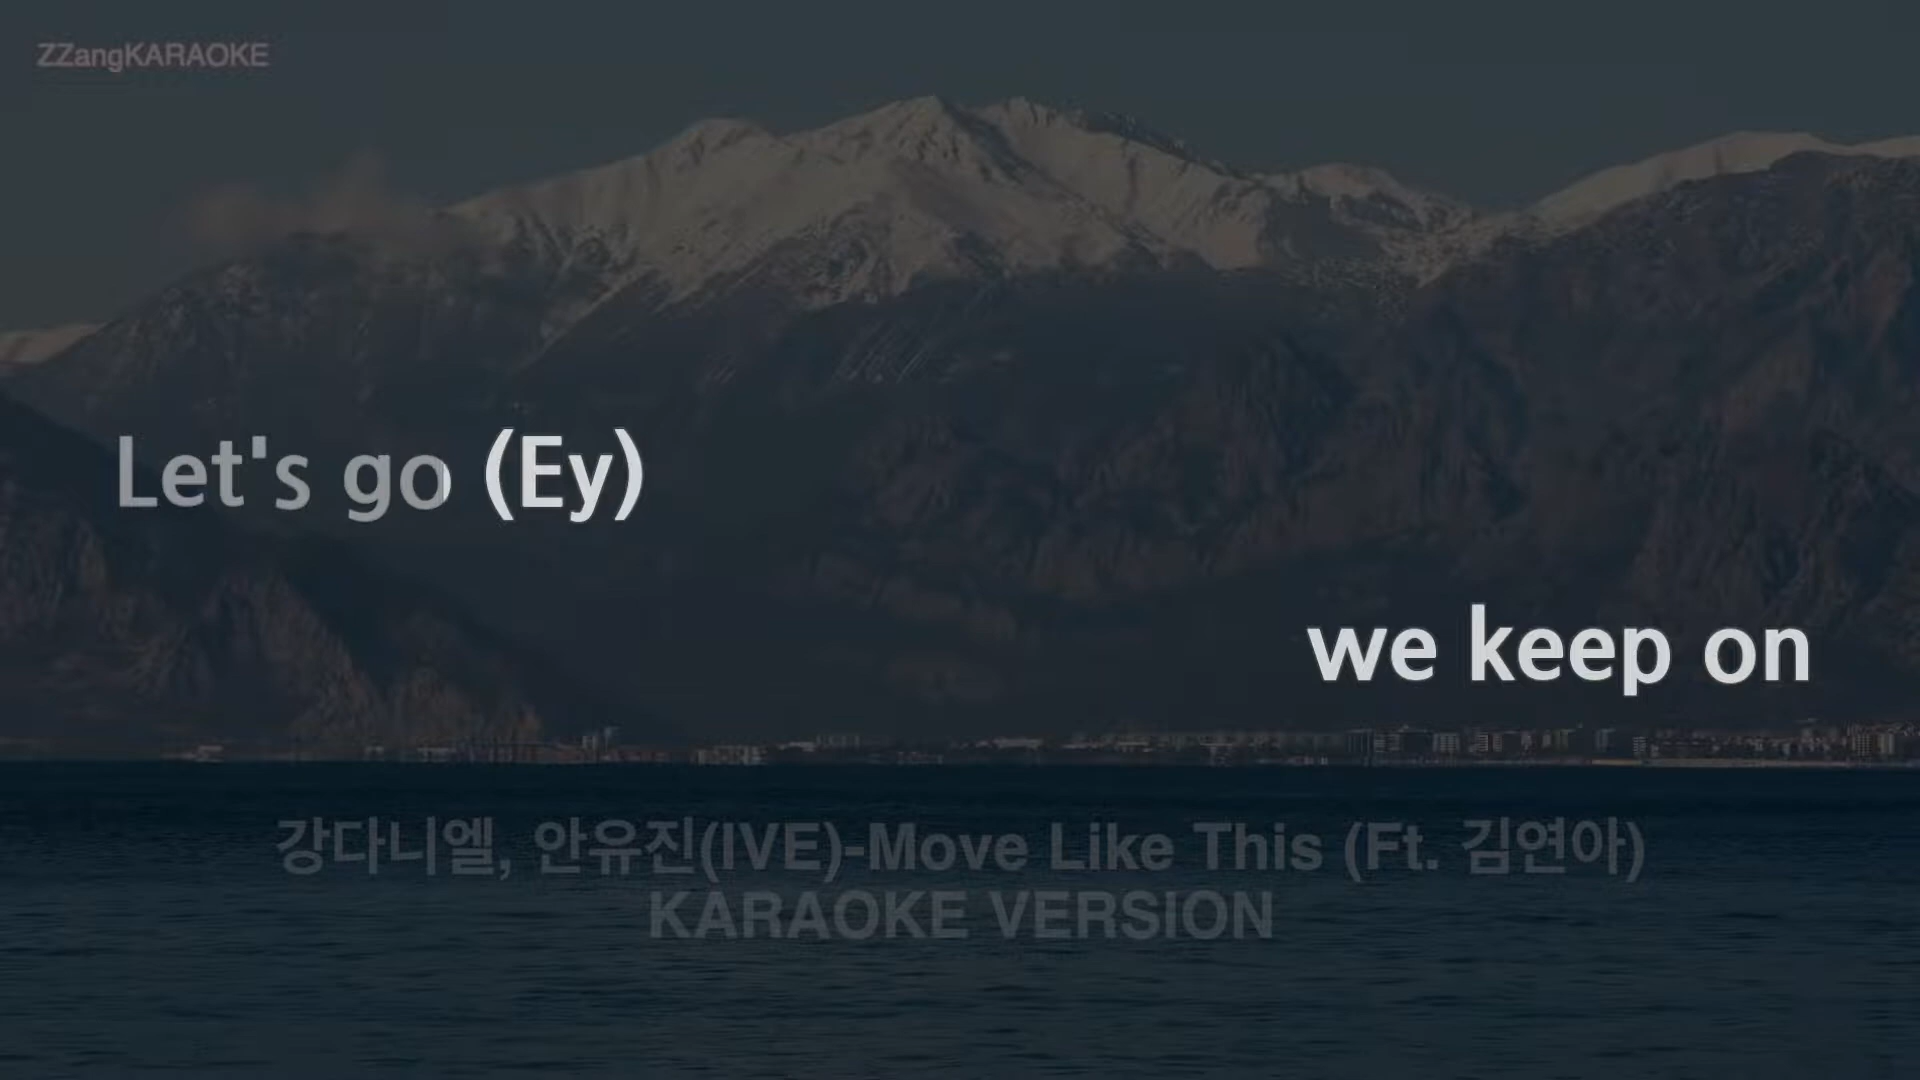 ZZangKARAOKE
Let's go (Ey)
we keep on
강다니엘, 안유진(IVE)-Move Like This (Ft. 김연아)
KARAOKE VERSION